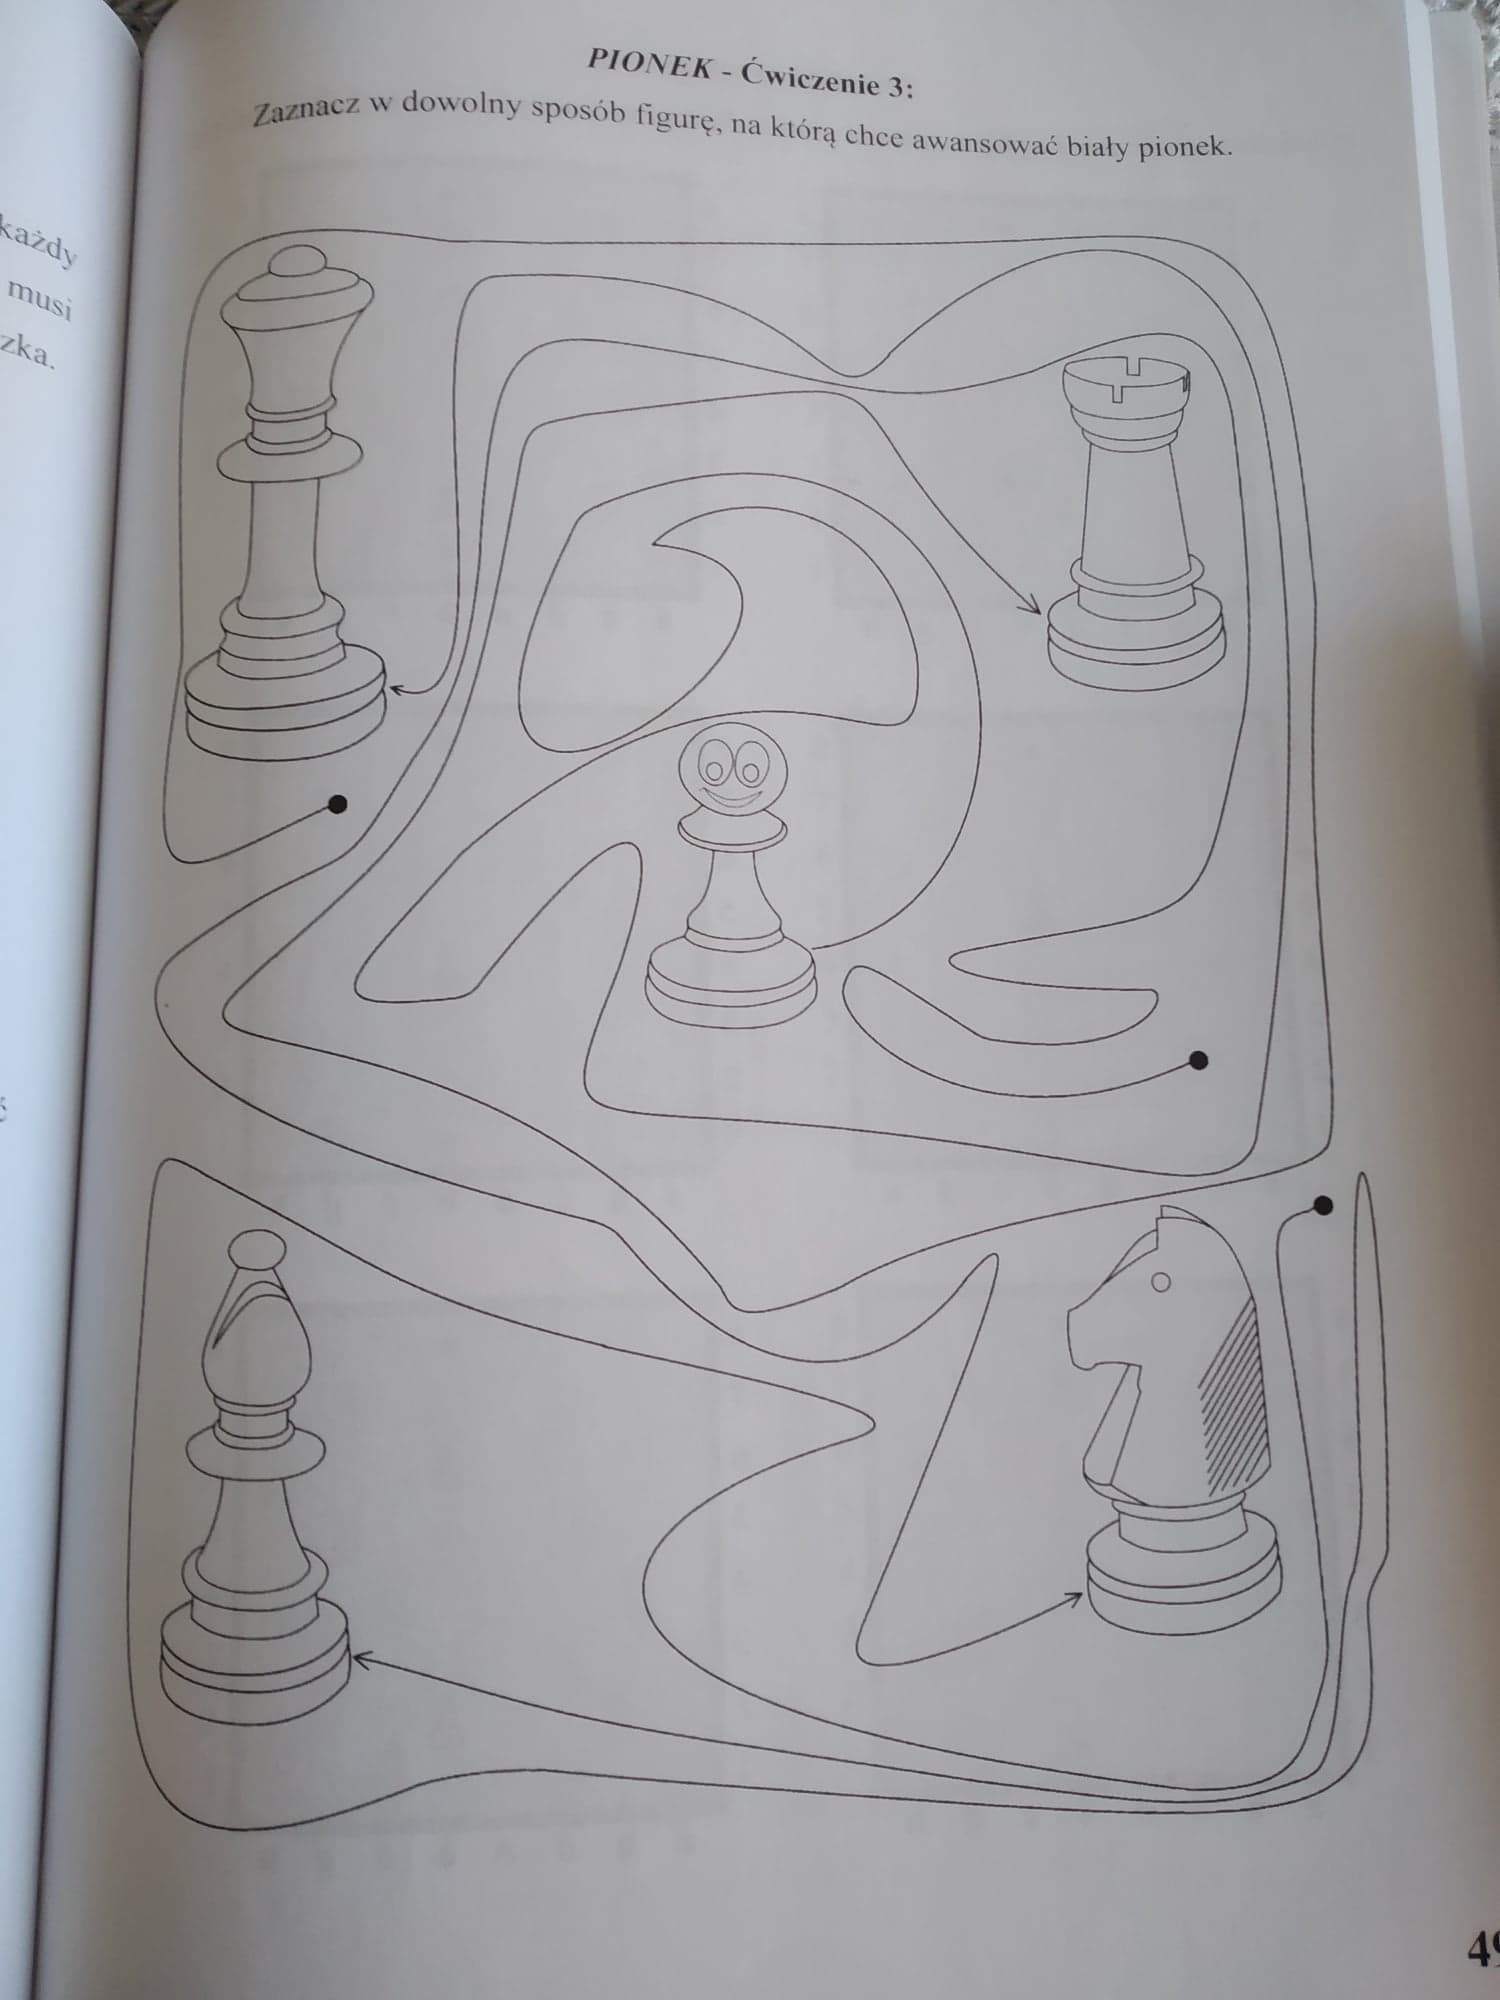 PIONEK - Ćwiczenie 3:
Zaznacz w dowolny sposób figurę, na którą chce awansować biały pionek.
każdy
musi
zka.
ć
49